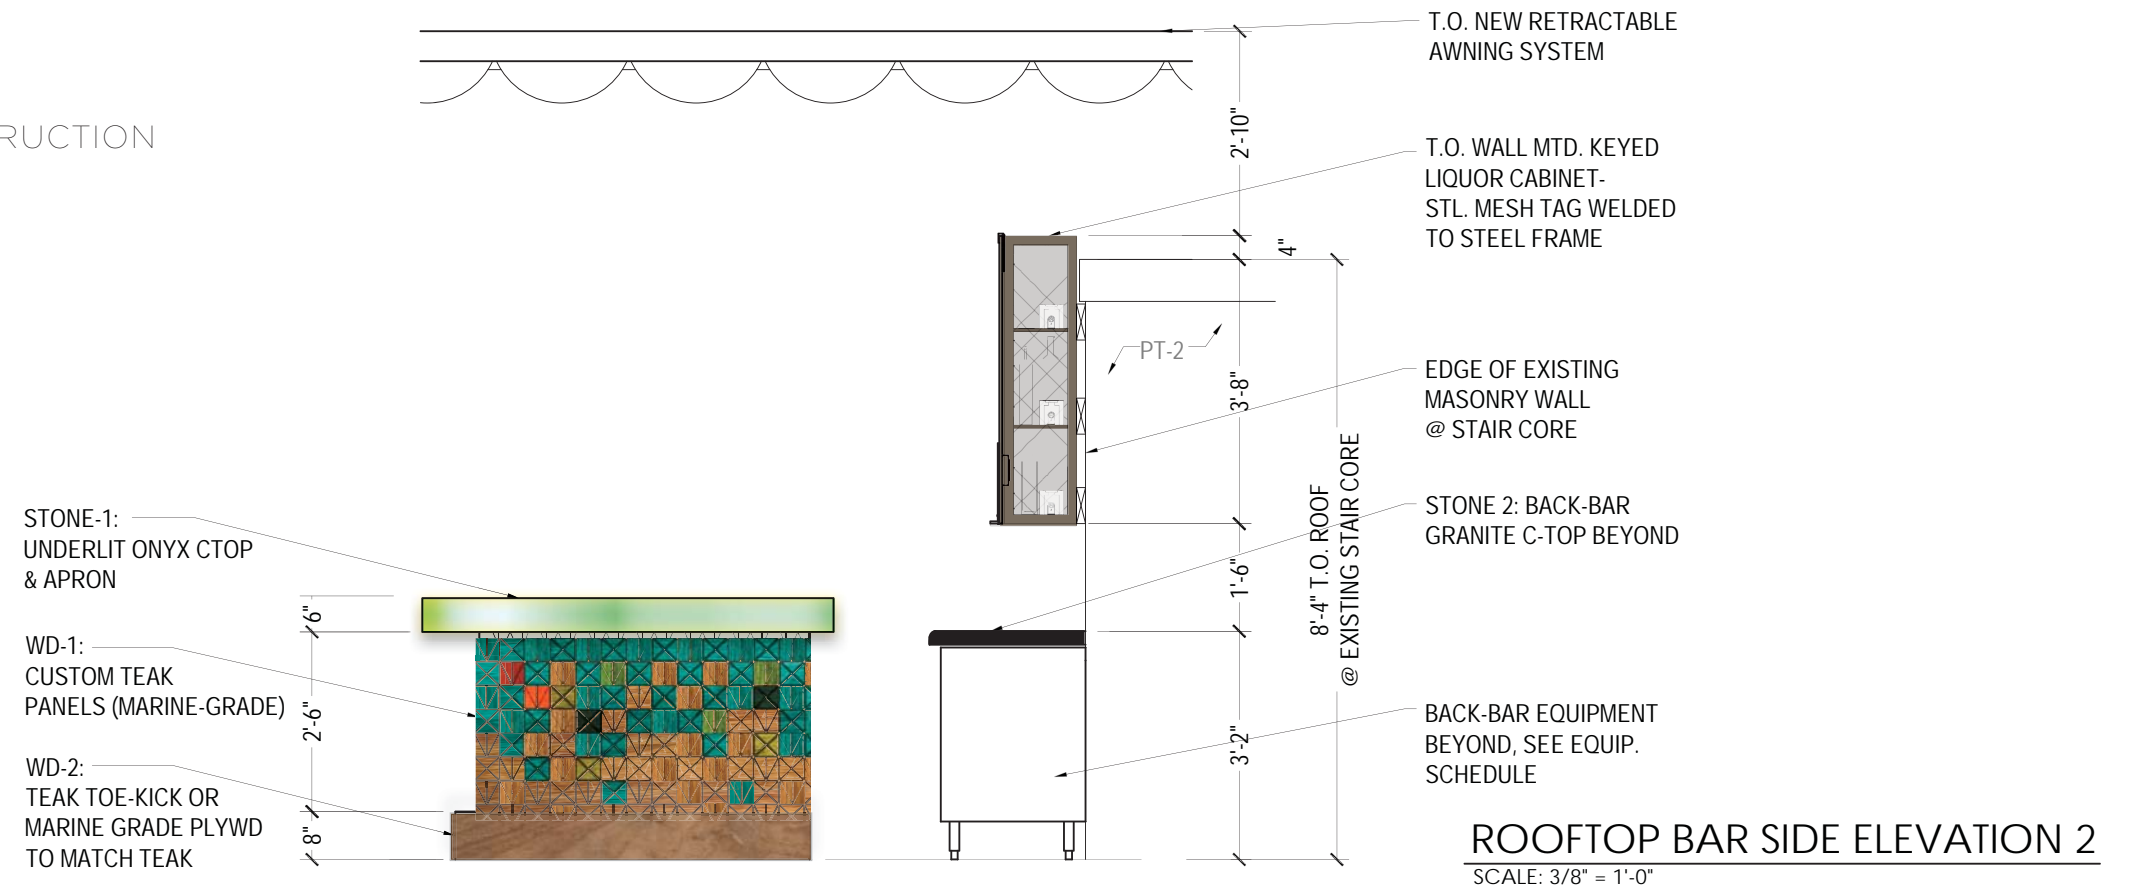 T.O. NEW RETRACTABLE
AWNING SYSTEM
RUCTION
2'-10"
T.O. WALL MTD. KEYED
LIQUOR CABINET-
STL. MESH TAG WELDED
TO STEEL FRAME
4"
PT-2
3'-8"
EDGE OF EXISTING
MASONRY WALL
@ STAIR CORE
8'-4" T.O. ROOF
@ EXISTING STAIR CORE
STONE 2: BACK-BAR
GRANITE C-TOP BEYOND
1'-6"
STONE-1:
UNDERLIT ONYX CTOP
& APRON
6"
WD-1:
CUSTOM TEAK
PANELS (MARINE-GRADE)
2'-6"
WD-2:
TEAK TOE-KICK OR
MARINE GRADE PLYWD
TO MATCH TEAK
8"
3'-2"
BACK-BAR EQUIPMENT
BEYOND, SEE EQUIP.
SCHEDULE
ROOFTOP BAR SIDE ELEVATION 2
SCALE: 3/8" = 1'-0"